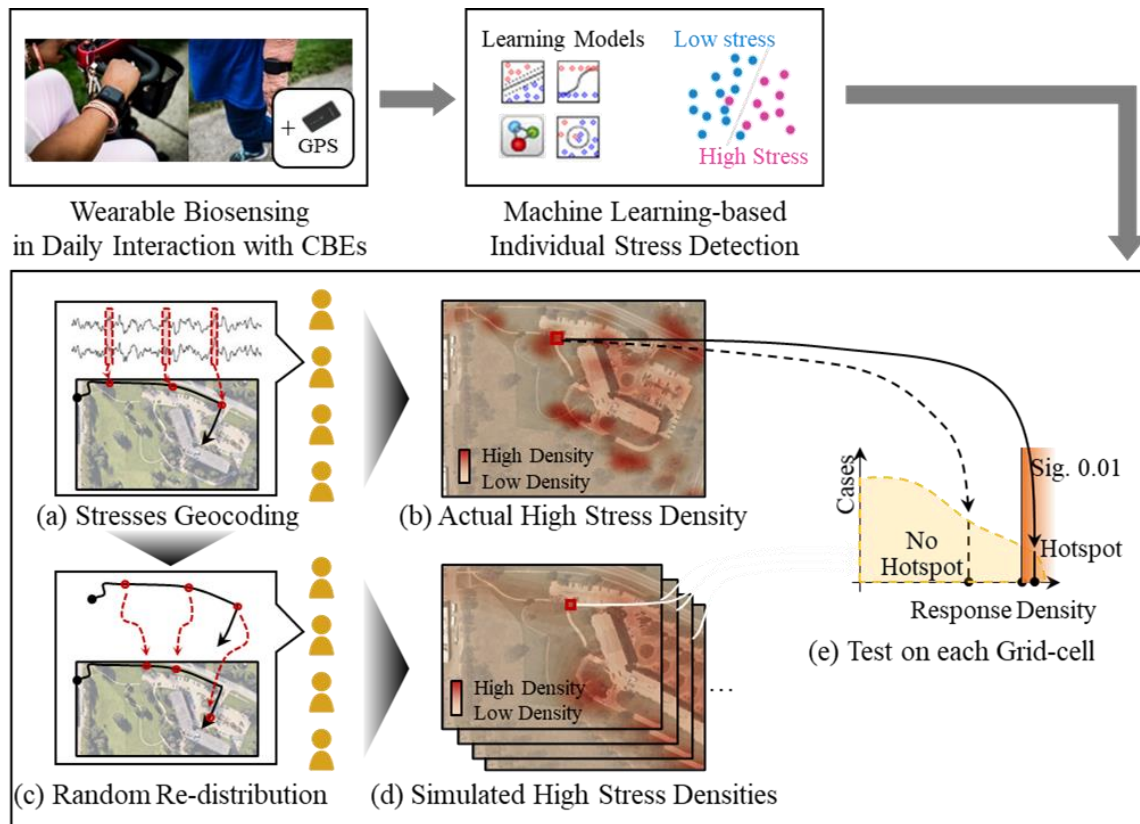 +
GPS
Learning Models
Low stress
High Stress
Wearable Biosensing
in Daily Interaction with CBEs
Machine Learning-based
Individual Stress Detection
High Density
Low Density
(a) Stresses Geocoding
(b) Actual High Stress Density
Cases
Sig. 0.01
No
Hotspot
Hotspot
Response Density
(e) Test on each Grid-cell
High Density
Low Density
...
(c) Random Re-distribution
(d) Simulated High Stress Densities